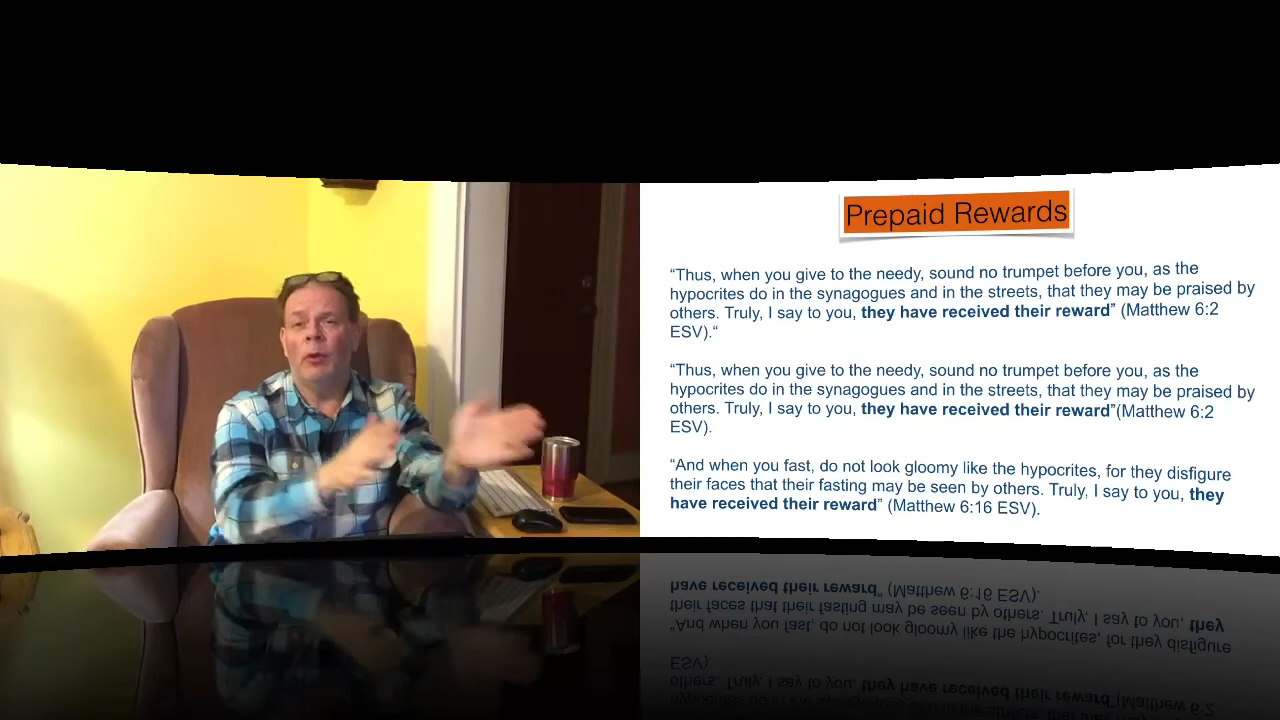 Prepaid Rewards
“Thus, when you give to the needy, sound no trumpet before you, as the
hypocrites do in the synagogues and in the streets, that they may be praised by
others. Truly, I say to you, they have received their reward” (Matthew 6:2
ESV).“
“Thus, when you give to the needy, sound no trumpet before you, as the
hypocrites do in the synagogues and in the streets, that they may be praised by
others. Truly, I say to you, they have received their reward”(Matthew 6:2
ESV).
“And when you fast, do not look gloomy like the hypocrites, for they disfigure
their faces that their fasting may be seen by others. Truly, I say to you, they
have received their reward” (Matthew 6:16 ESV).